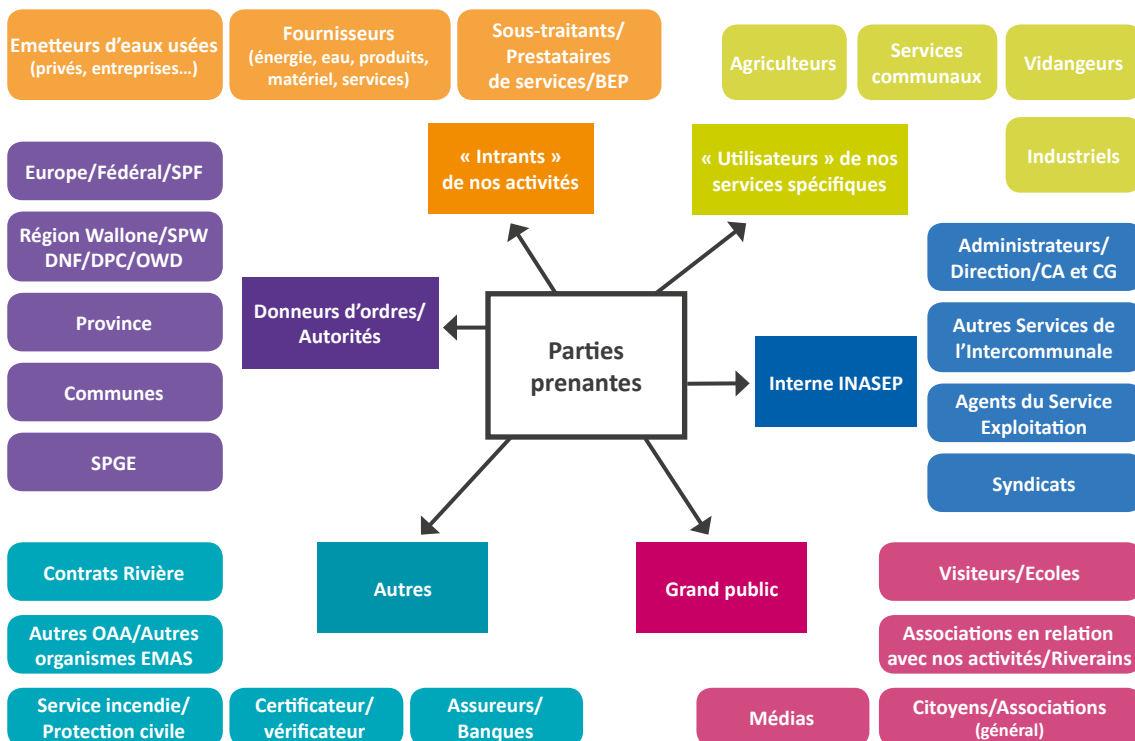 Emetteurs d'eaux usées
(privés, entreprises...)
Fournisseurs
(énergie, eau, produits,
matériel, services)
Sous-traitants/
Prestataires
de services/BEP
Agriculteurs
Services
communaux
Vidangeurs
Industriels
« Intrants »
de nos activités
« Utilisateurs » de nos
services spécifiques
Europe/Fédéral/SPF
Région Wallone/SPW
DNF/DPC/OWD
Province
Communes
SPGE
Donneurs d'ordres/
Autorités
Parties
prenantes
Interne INASEP
Administrateurs/
Direction/CA et CG
Autres Services de
l'Intercommunale
Agents du Service
Exploitation
Syndicats
Autres
Grand public
Contrats Rivière
Autres OAA/Autres
organismes EMAS
Service incendie/
Protection civile
Certificateur/
vérificateur
Assureurs/
Banques
Visiteurs/Ecoles
Associations en relation
avec nos activités/Riverains
Médias
Citoyens/Associations
(général)